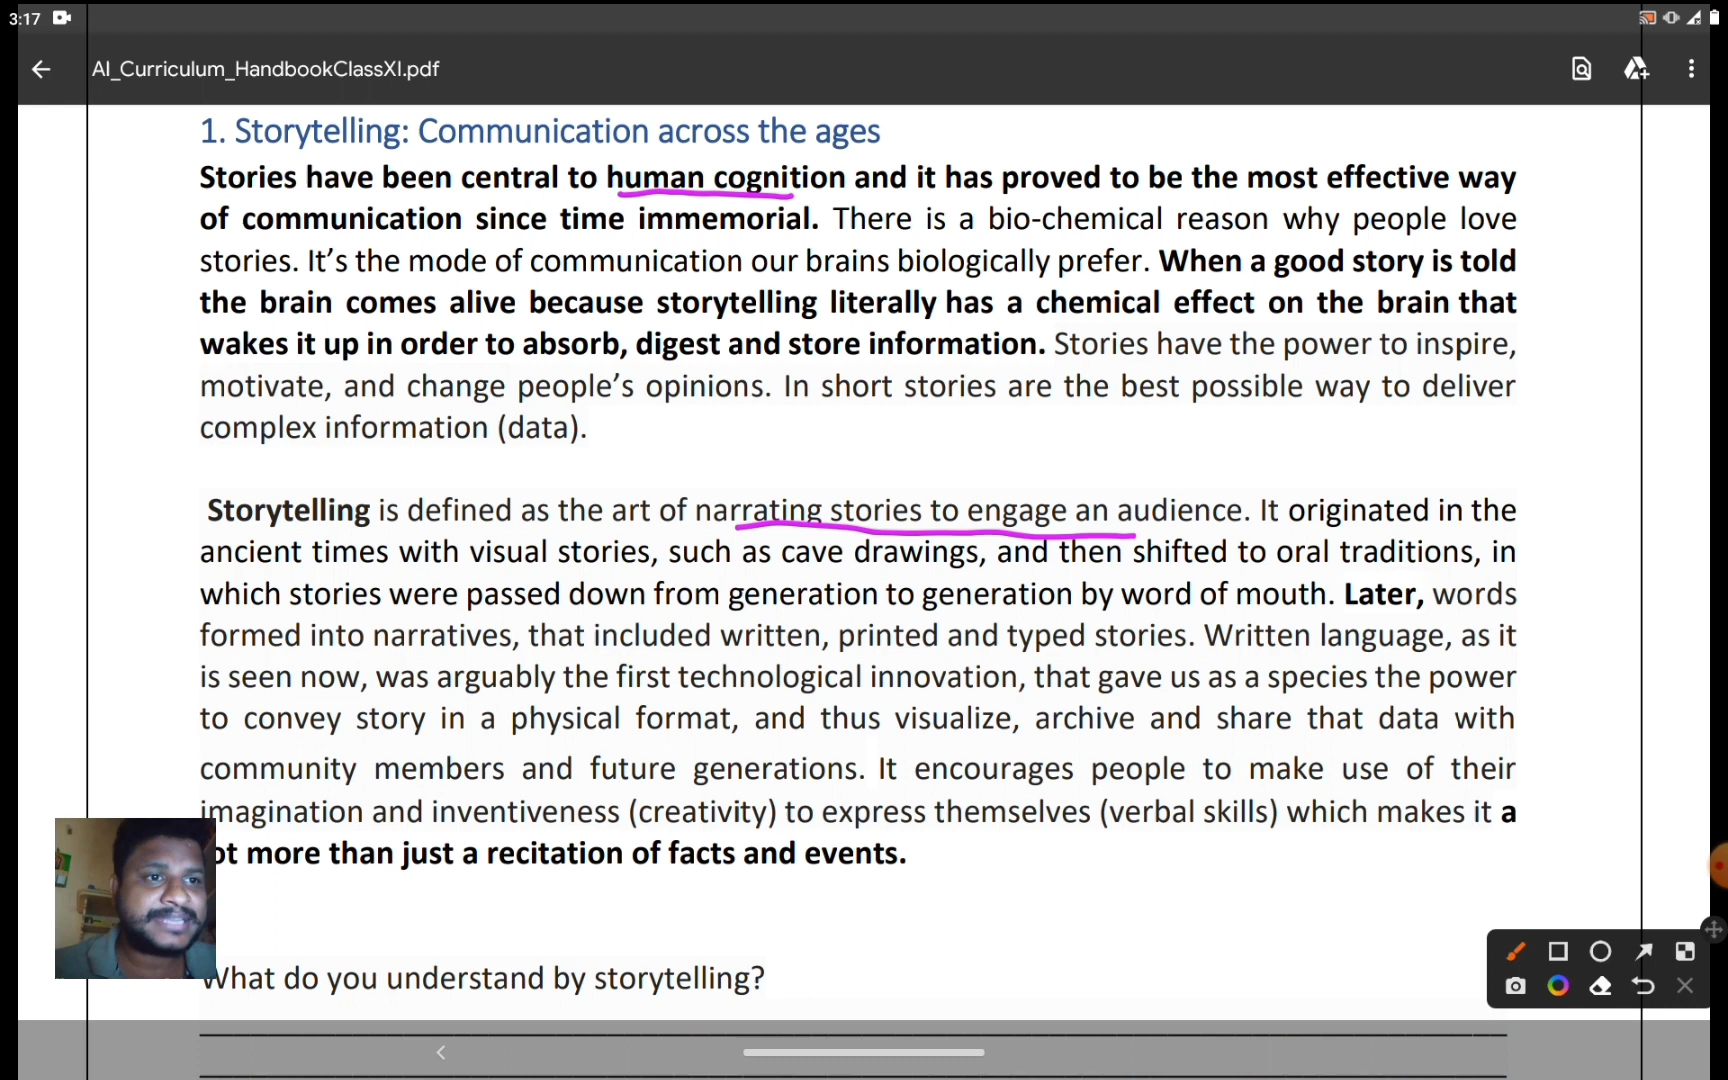 3:17
AI_Curriculum_HandbookClassXI.pdf
1. Storytelling: Communication across the ages
Stories have been central to human cognition and it has proved to be the most effective way
of communication since time immemorial. There is a bio-chemical reason why people love
stories. It’s the mode of communication our brains biologically prefer. When a good story is told
the brain comes alive because storytelling literally has a chemical effect on the brain that
wakes it up in order to absorb, digest and store information. Stories have the power to inspire,
motivate, and change people’s opinions. In short stories are the best possible way to deliver
complex information (data).
Storytelling is defined as the art of narrating stories to engage an audience. It originated in the
ancient times with visual stories, such as cave drawings, and then shifted to oral traditions, in
which stories were passed down from generation to generation by word of mouth. Later, words
formed into narratives, that included written, printed and typed stories. Written language, as it
is seen now, was arguably the first technological innovation, that gave us as a species the power
to convey story in a physical format, and thus visualize, archive and share that data with
community members and future generations. It encourages people to make use of their
imagination and inventiveness (creativity) to express themselves (verbal skills) which makes it a
ot more than just a recitation of facts and events.
What do you understand by storytelling?